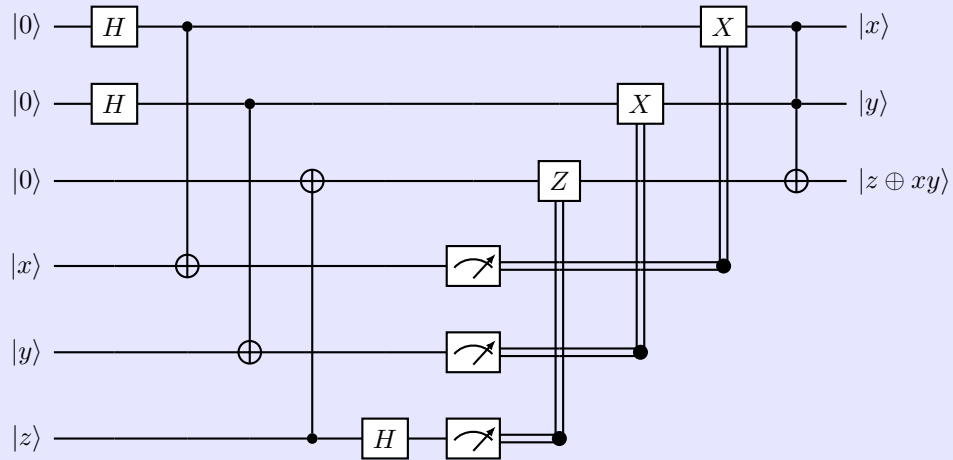 |0⟩ H X |x⟩
|0⟩ H X |y⟩
|0⟩ Z |z ⊕ xy⟩
|x⟩
|y⟩
|z⟩ H